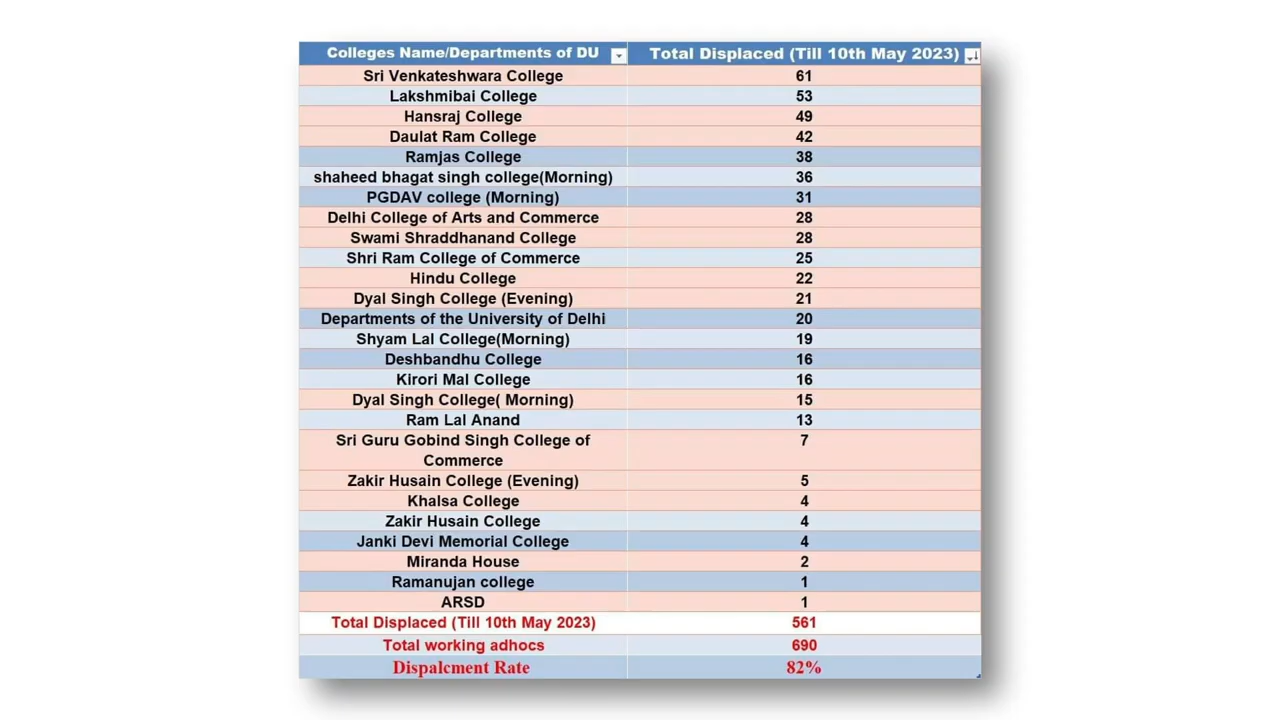 Colleges Name/Departments of DU Total Displaced (Till 10th May 2023)
Sri Venkateshwara College 61
Lakshmibai College 53
Hansraj College 49
Daulat Ram College 42
Ramjas College 38
shaheed bhagat singh college(Morning) 36
PGDAV college (Morning) 31
Delhi College of Arts and Commerce 28
Swami Shraddhanand College 28
Shri Ram College of Commerce 25
Hindu College 22
Dyal Singh College (Evening) 21
Departments of the University of Delhi 20
Shyam Lal College(Morning) 19
Deshbandhu College 16
Kirori Mal College 16
Dyal Singh College( Morning) 15
Ram Lal Anand 13
Sri Guru Gobind Singh College of 7
Commerce
Zakir Husain College (Evening) 5
Khalsa College 4
Zakir Husain College 4
Janki Devi Memorial College 4
Miranda House 2
Ramanujan college 1
ARSD 1
Total Displaced (Till 10th May 2023) 561
Total working adhocs 690
Dispalcment Rate 82%